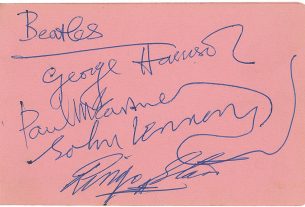 Beatles
George Harrison
Paul McCartney
John Lennon
Ringo Starr